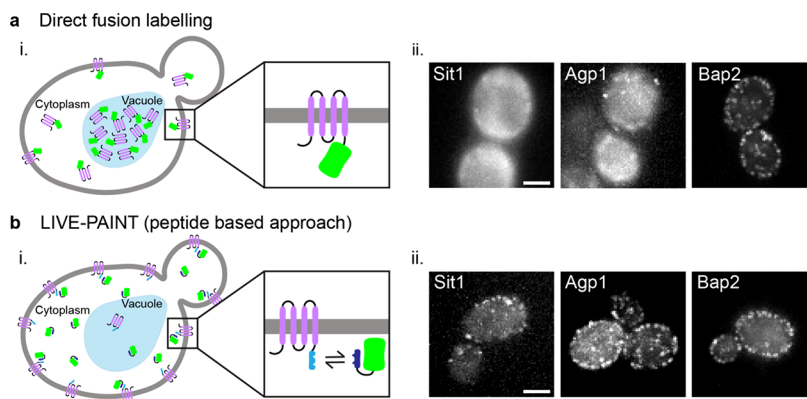 a Direct fusion labelling
i.
Cytoplasm
Vacuole
ii.
Sit1
Agp1
Bap2
b LIVE-PAINT (peptide based approach)
i.
Cytoplasm
Vacuole
ii.
Sit1
Agp1
Bap2